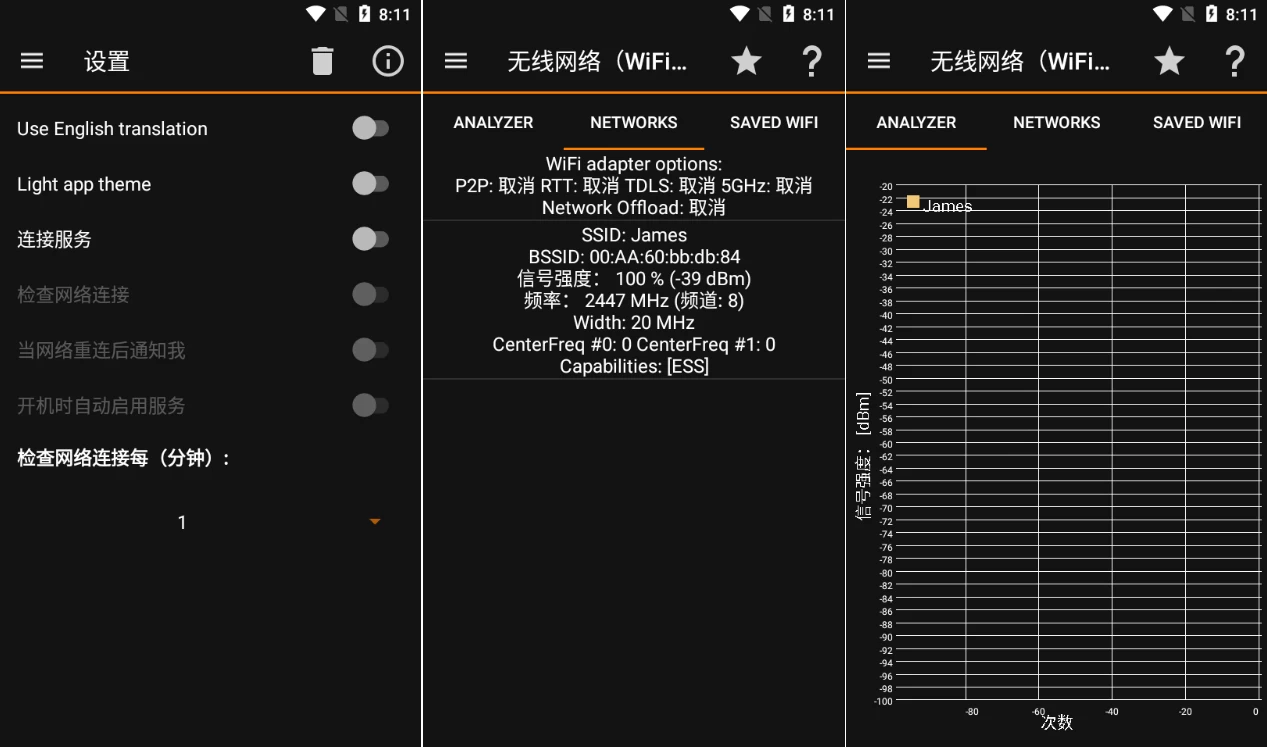 8:11
设置
Use English translation
Light app theme
连接服务
检查网络连接
当网络重连后通知我
开机时自动启用服务
检查网络连接每（分钟）:
1
8:11
无线网络（WiFi...
ANALYZER NETWORKS SAVED WIFI
WiFi adapter options:
P2P: 取消 RTT: 取消 TDLS: 取消 5GHz: 取消
Network Offload: 取消
SSID: James
BSSID: 00:AA:60:bb:db:84
信号强度： 100 % (-39 dBm)
频率： 2447 MHz (频道: 8)
Width: 20 MHz
CenterFreq #0: 0 CenterFreq #1: 0
Capabilities: [ESS]
8:11
无线网络（WiFi...
ANALYZER NETWORKS SAVED WIFI
James
信号强度： [dBm]
-20
-22
-24
-26
-28
-30
-32
-34
-36
-38
-40
-42
-44
-46
-48
-50
-52
-54
-56
-58
-60
-62
-64
-66
-68
-70
-72
-74
-76
-78
-80
-82
-84
-86
-88
-90
-92
-94
-96
-98
-100
-80 -60 -40 -20 0
次数